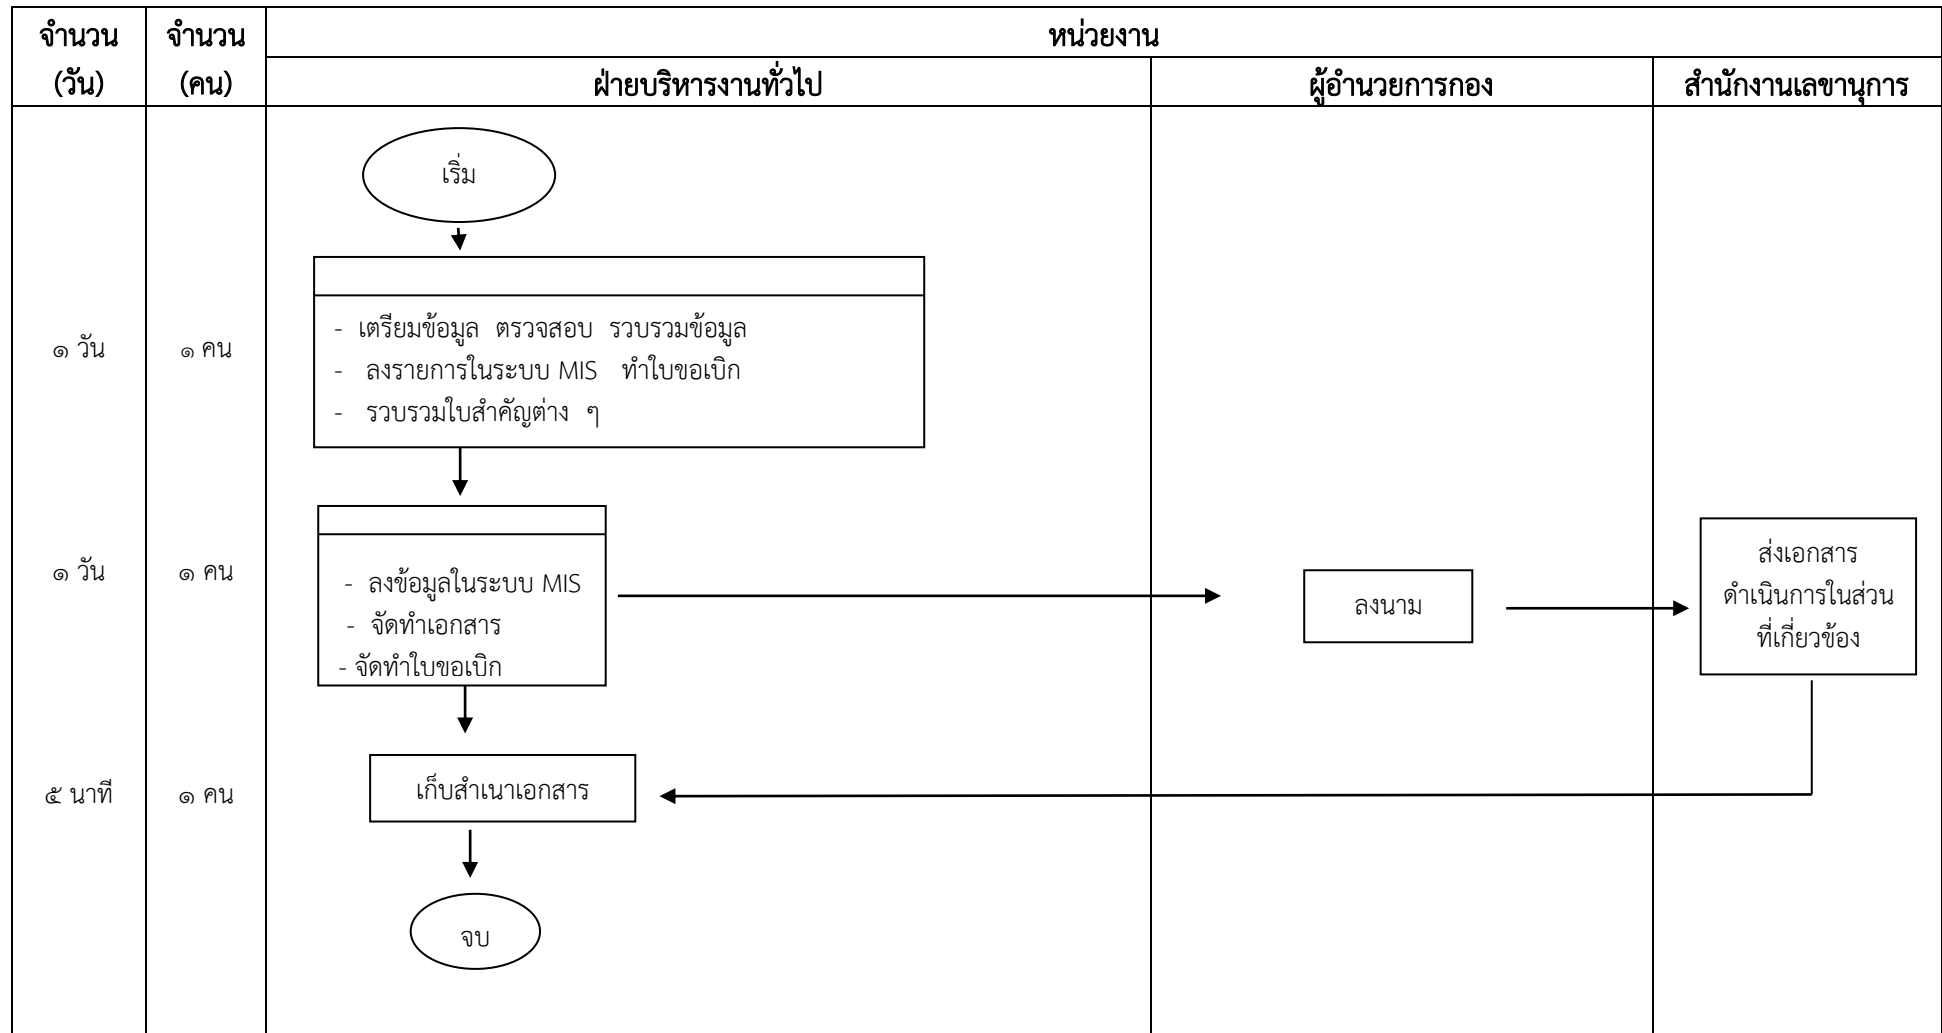 จำนวน
(วัน)
จำนวน
(คน)
หน่วยงาน
ฝ่ายบริหารงานทั่วไป
ผู้อำนวยการกอง
สำนักงานเลขานุการ
เริ่ม
๑ วัน
๑ คน
- เตรียมข้อมูล ตรวจสอบ รวบรวมข้อมูล
- ลงรายการในระบบ MIS ทำใบขอเบิก
- รวบรวมใบสำคัญต่าง ๆ
๑ วัน
๑ คน
- ลงข้อมูลในระบบ MIS
- จัดทำเอกสาร
- จัดทำใบขอเบิก
ลงนาม
ส่งเอกสาร
ดำเนินการในส่วน
ที่เกี่ยวข้อง
๕ นาที
๑ คน
เก็บสำเนาเอกสาร
จบ